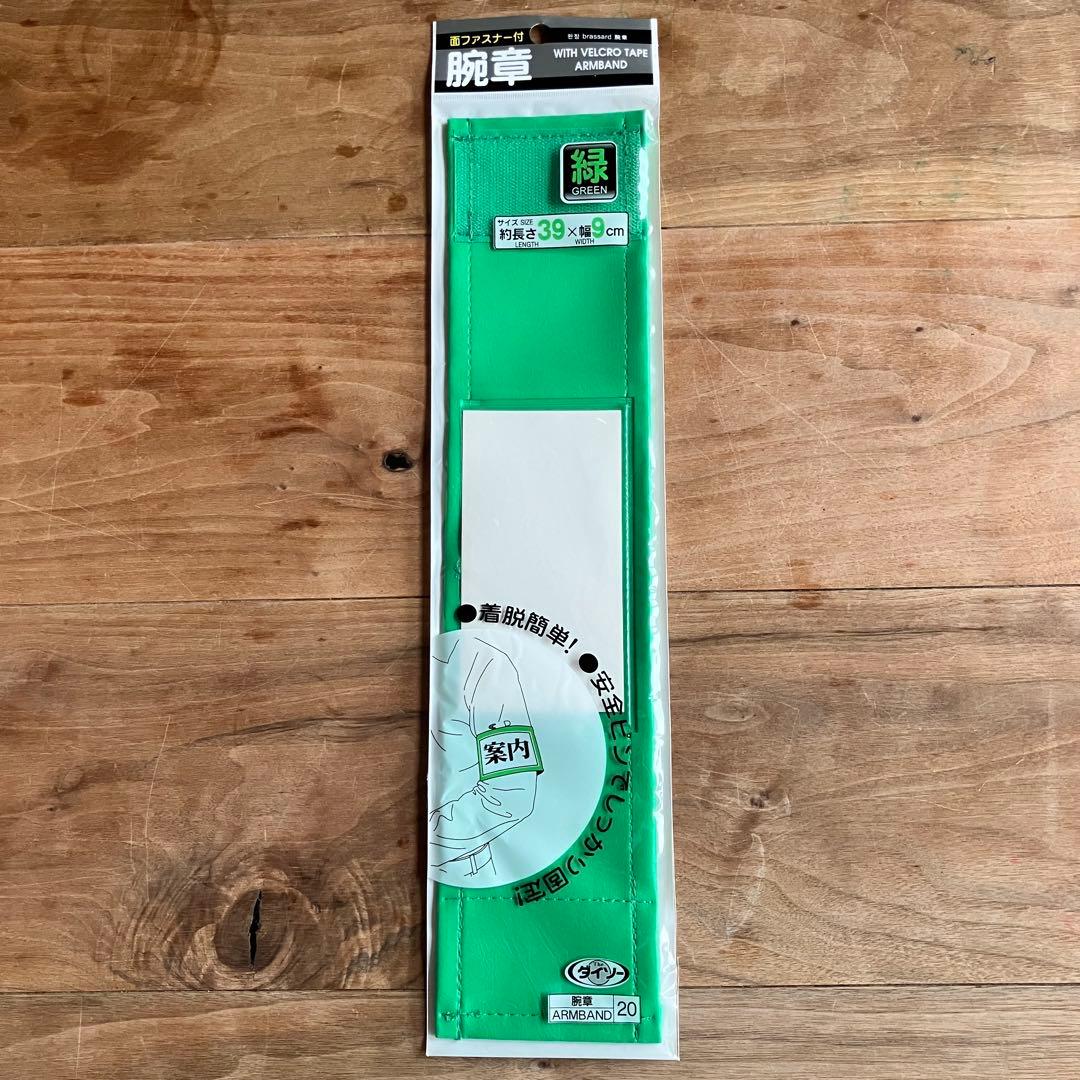 面ファスナー付
완장 brassard 腕章
腕章
WITH VELCRO TAPE
ARMBAND
緑
GREEN
サイズ SIZE
約長さ39×幅9cm
LENGTH WIDTH
●着脱簡単!
●安全ピンでしっかり固定!
案内
The
ダイソー
腕章
ARMBAND 20